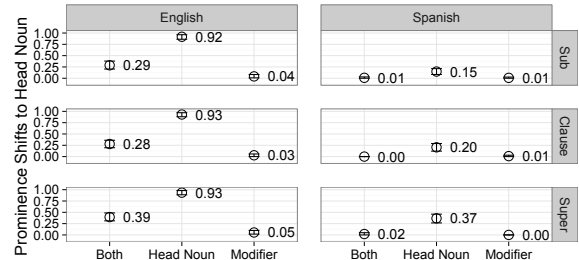 English Spanish
Prominence Shifts to Head Noun
1.00
0.75
0.50
0.25
0.00
0.29 0.92 0.04 0.01 0.15 0.01
Sub
1.00
0.75
0.50
0.25
0.00
0.28 0.93 0.03 0.00 0.20 0.01
Clause
1.00
0.75
0.50
0.25
0.00
0.39 0.93 0.05 0.02 0.37 0.00
Super
Both Head Noun Modifier Both Head Noun Modifier